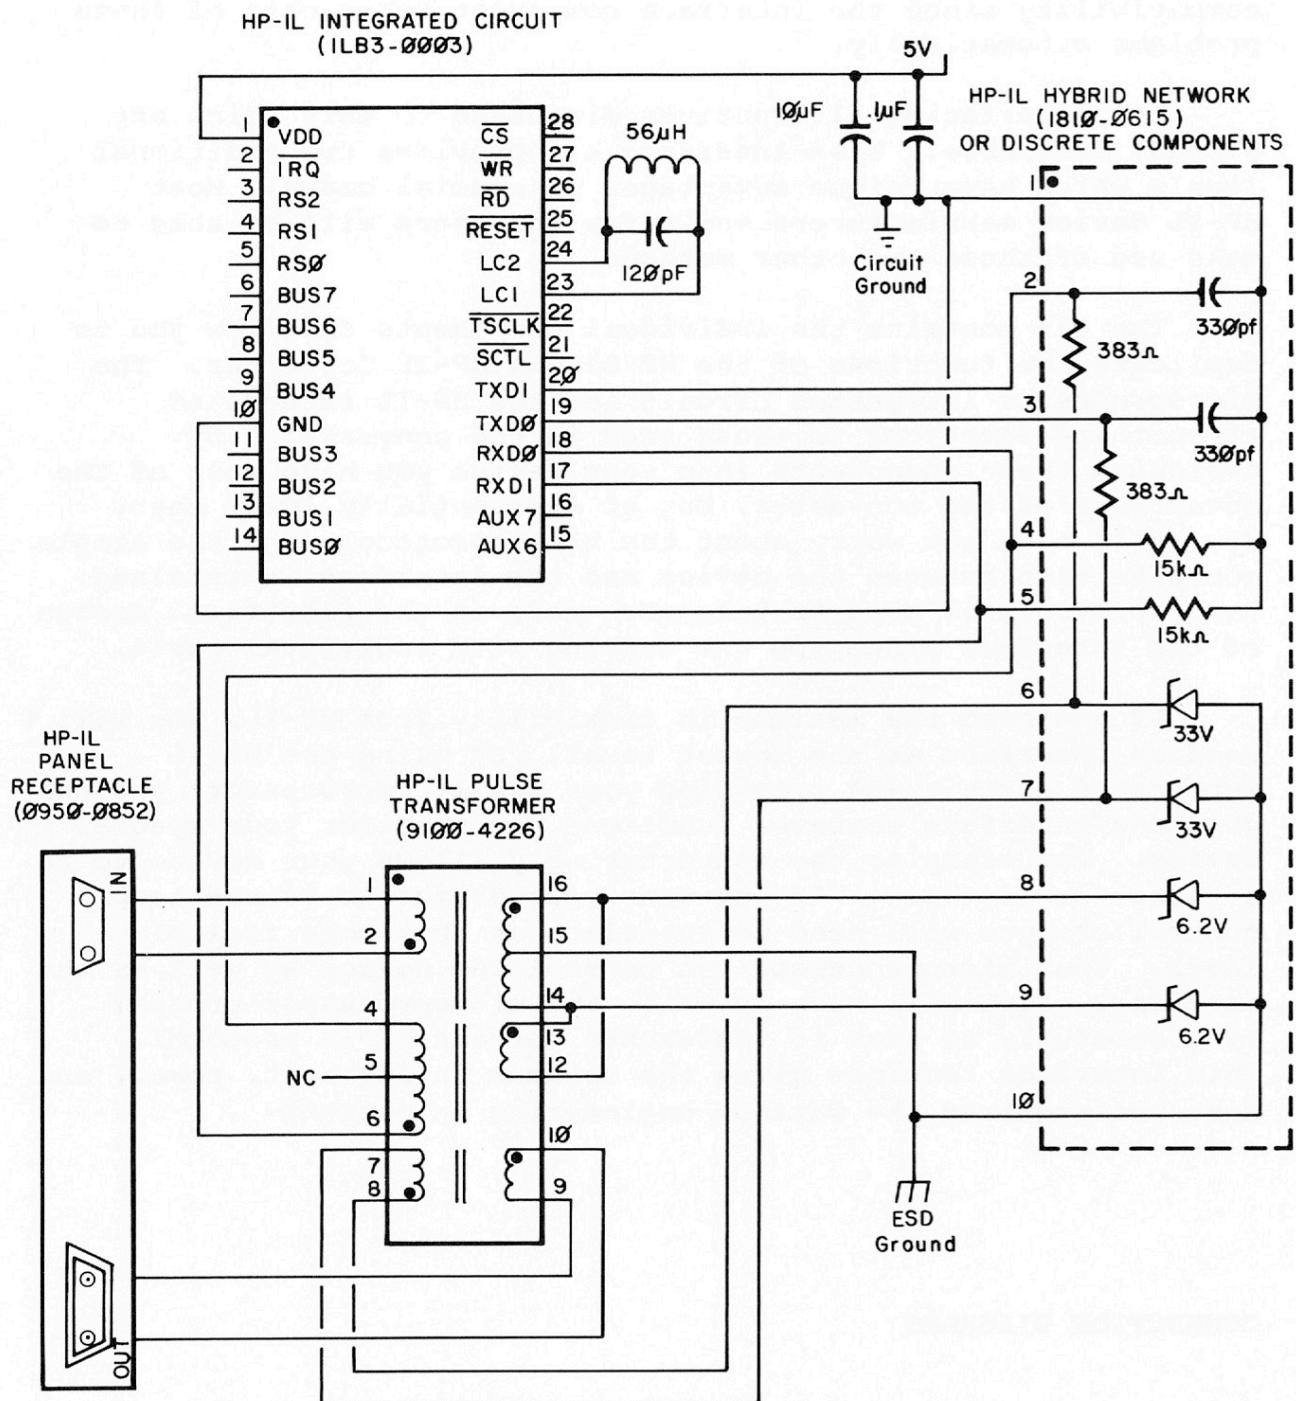 HP-IL INTEGRATED CIRCUIT
(1LB3-0003)
5V
10µF
.1µF
HP-IL HYBRID NETWORK
(1810-0615)
OR DISCRETE COMPONENTS
56µH
120pF
Circuit
Ground
1 VDD
2 IRQ
3 RS2
4 RS1
5 RS0
6 BUS7
7 BUS6
8 BUS5
9 BUS4
10 GND
11 BUS3
12 BUS2
13 BUS1
14 BUS0
CS 28
WR 27
RD 26
RESET 25
LC2 24
LC1 23
TSCLK 22
SCTL 21
TXD1 20
TXD0 19
RXD0 18
RXD1 17
AUX7 16
AUX6 15
1
2
330pf
383Ω
3
330pf
383Ω
4
15kΩ
5
15kΩ
6
33V
7
33V
8
6.2V
9
6.2V
10
HP-IL
PANEL
RECEPTACLE
(0950-0852)
IN
OUT
HP-IL PULSE
TRANSFORMER
(9100-4226)
1
2
4
5
NC
6
7
8
16
15
14
13
12
10
9
ESD
Ground